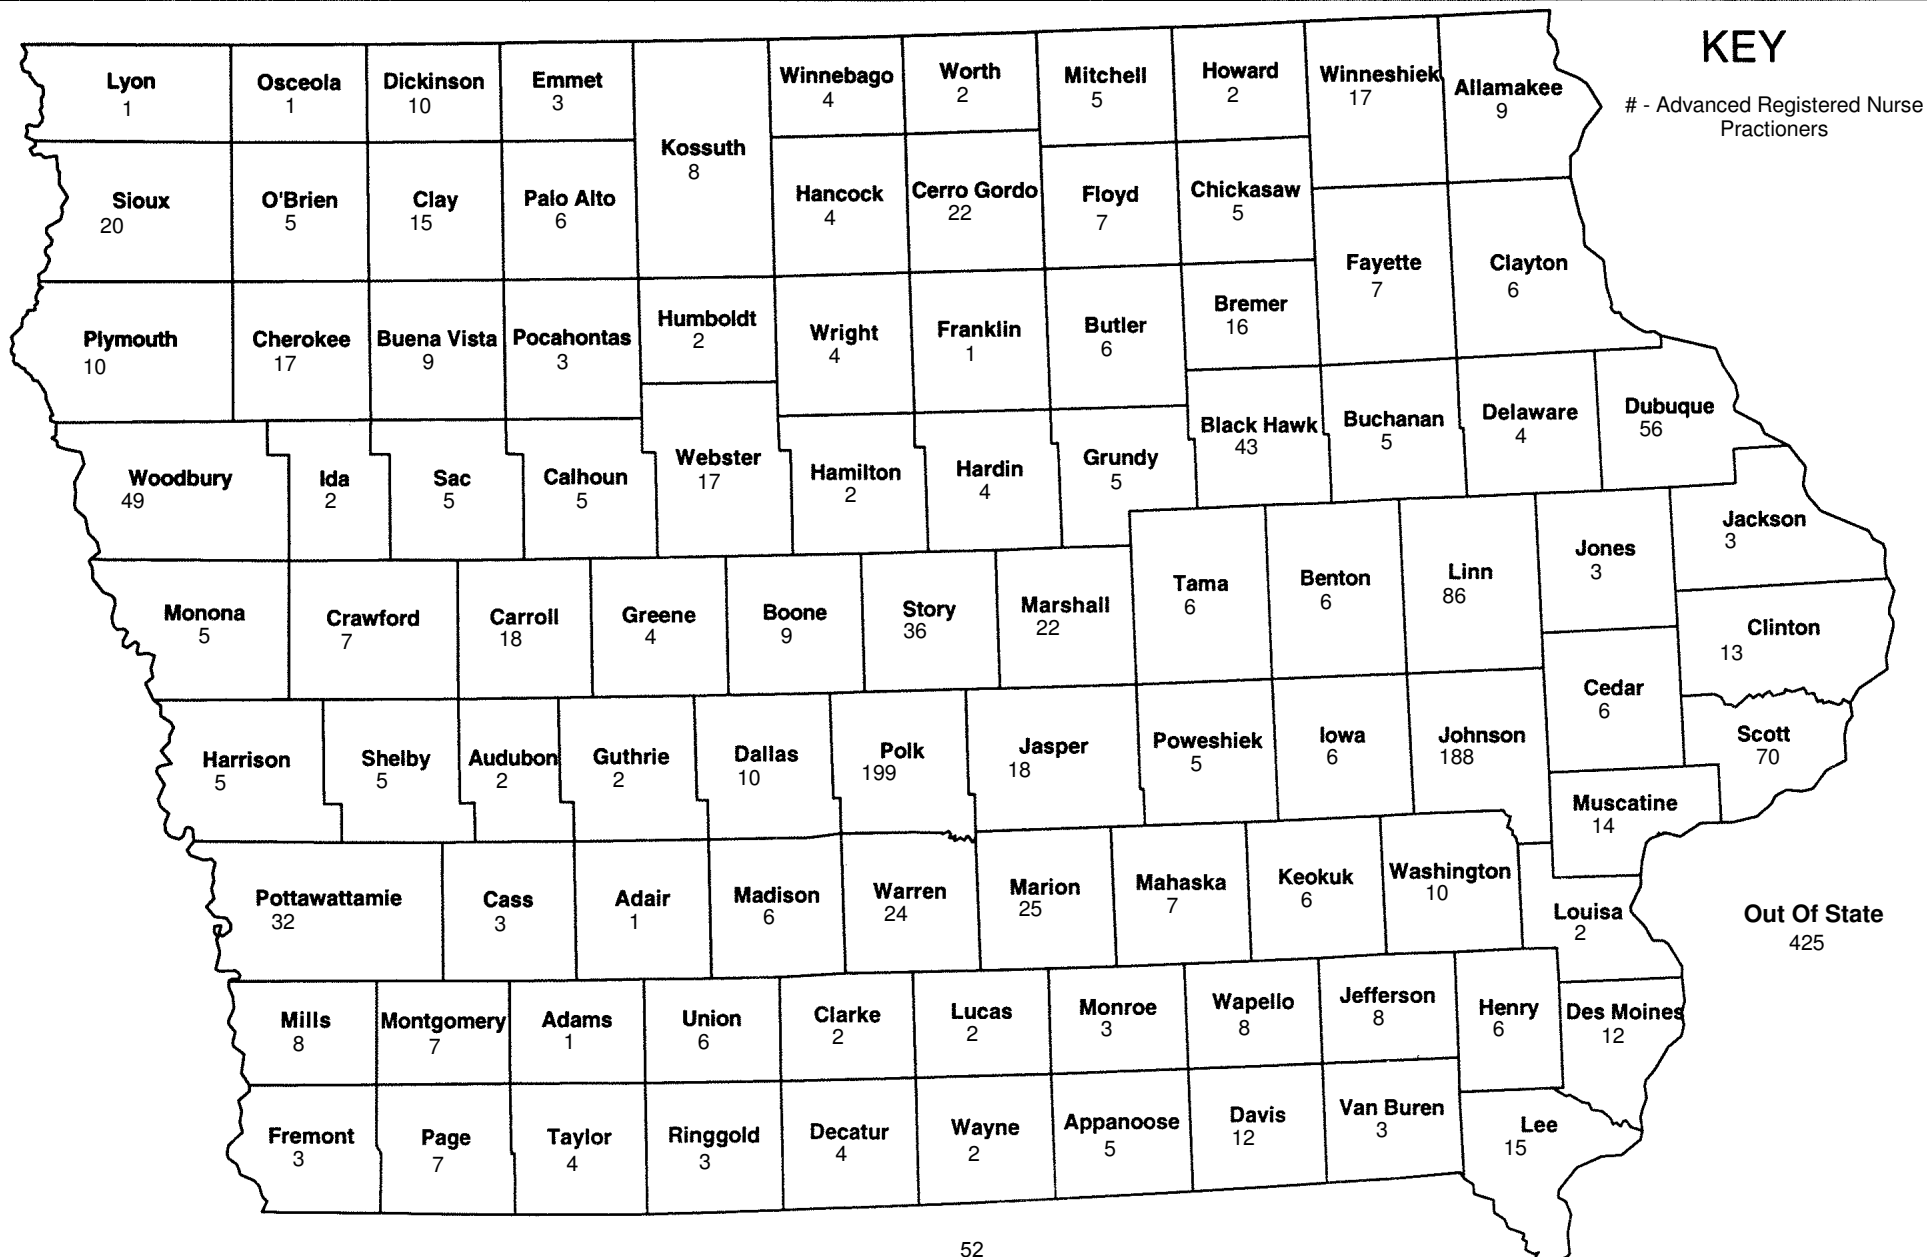 KEY
# - Advanced Registered Nurse
Practioners
Lyon
1
Osceola
1
Dickinson
10
Emmet
3
Kossuth
8
Winnebago
4
Worth
2
Mitchell
5
Howard
2
Winneshiek
17
Allamakee
9
Sioux
20
O'Brien
5
Clay
15
Palo Alto
6
Hancock
4
Cerro Gordo
22
Floyd
7
Chickasaw
5
Fayette
7
Clayton
6
Plymouth
10
Cherokee
17
Buena Vista
9
Pocahontas
3
Humboldt
2
Wright
4
Franklin
1
Butler
6
Bremer
16
Woodbury
49
Ida
2
Sac
5
Calhoun
5
Webster
17
Hamilton
2
Hardin
4
Grundy
5
Black Hawk
43
Buchanan
5
Delaware
4
Dubuque
56
Monona
5
Crawford
7
Carroll
18
Greene
4
Boone
9
Story
36
Marshall
22
Tama
6
Benton
6
Linn
86
Jones
3
Jackson
3
Clinton
13
Cedar
6
Harrison
5
Shelby
5
Audubon
2
Guthrie
2
Dallas
10
Polk
199
Jasper
18
Poweshiek
5
Iowa
6
Johnson
188
Scott
70
Muscatine
14
Pottawattamie
32
Cass
3
Adair
1
Madison
6
Warren
24
Marion
25
Mahaska
7
Keokuk
6
Washington
10
Louisa
2
Out Of State
425
Mills
8
Montgomery
7
Adams
1
Union
6
Clarke
2
Lucas
2
Monroe
3
Wapello
8
Jefferson
8
Henry
6
Des Moines
12
Fremont
3
Page
7
Taylor
4
Ringgold
3
Decatur
4
Wayne
2
Appanoose
5
Davis
12
Van Buren
3
Lee
15
52